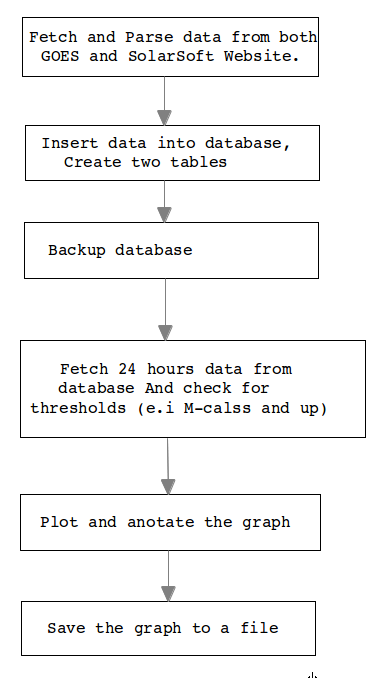 Fetch and Parse data from both
GOES and SolarSoft Website.
Insert data into database,
Create two tables
Backup database
Fetch 24 hours data from
database And check for
thresholds (e.i M-calss and up)
Plot and anotate the graph
Save the graph to a file